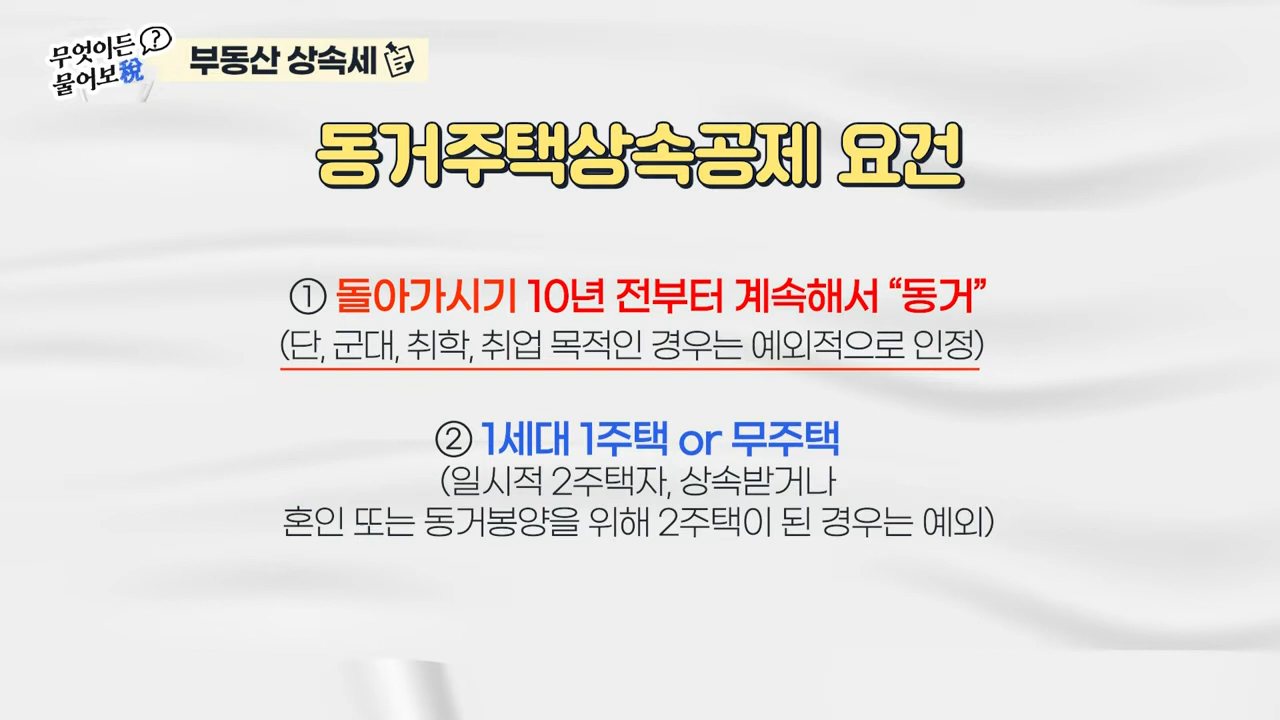 무엇이든
물어보稅
?
부동산 상속세
동거주택상속공제 요건
① 돌아가시기 10년 전부터 계속해서 “동거”
(단, 군대, 취학, 취업 목적인 경우는 예외적으로 인정)
② 1세대 1주택 or 무주택
(일시적 2주택자, 상속받거나
혼인 또는 동거봉양을 위해 2주택이 된 경우는 예외)